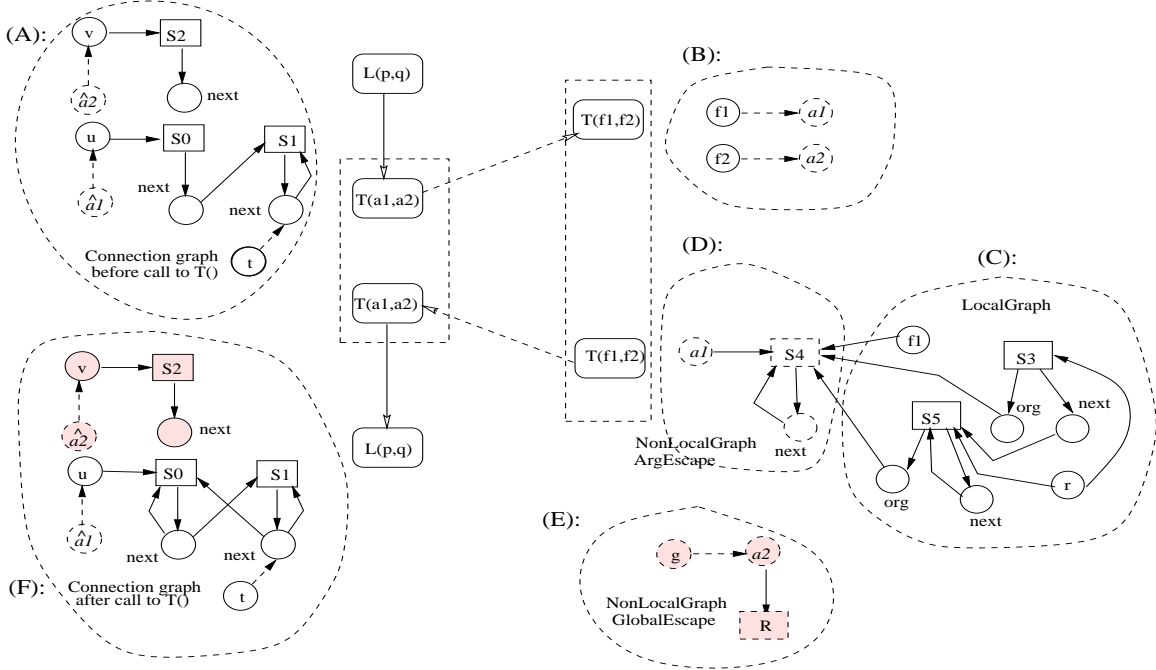 (A):
v
S2
â2
next
u
S0
S1
next
â1
next
Connection graph
before call to T()
t
L(p,q)
T(a1,a2)
T(a1,a2)
L(p,q)
T(f1,f2)
T(f1,f2)
(B):
f1
a1
f2
a2
(D):
a1
S4
next
NonLocalGraph
ArgEscape
(C):
LocalGraph
f1
S3
org
next
S5
r
org
next
(E):
g
a2
NonLocalGraph
GlobalEscape
R
v
S2
â2
next
u
S0
S1
â1
next
next
(F):
Connection graph
after call to T()
t